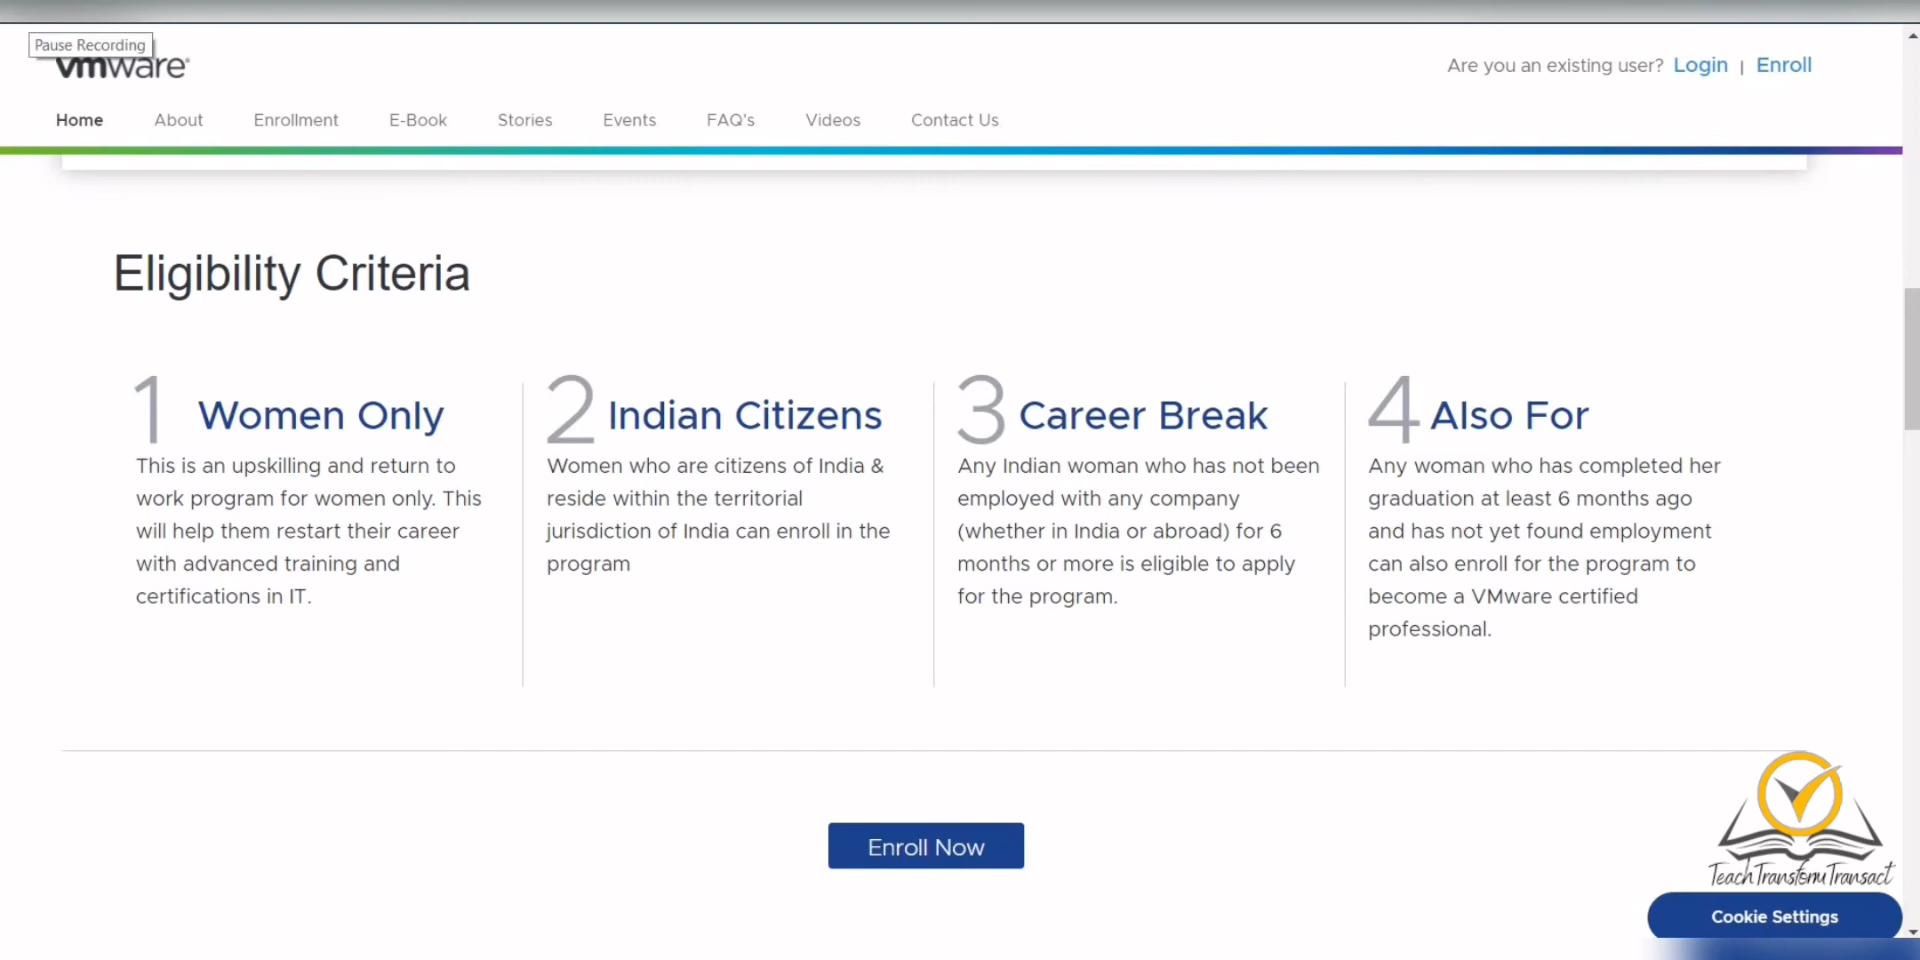 Pause Recording
vmware
Are you an existing user? Login | Enroll
Home About Enrollment E-Book Stories Events FAQ's Videos Contact Us
Eligibility Criteria
1 Women Only
This is an upskilling and return to
work program for women only. This
will help them restart their career
with advanced training and
certifications in IT.
2 Indian Citizens
Women who are citizens of India &
reside within the territorial
jurisdiction of India can enroll in the
program
3 Career Break
Any Indian woman who has not been
employed with any company
(whether in India or abroad) for 6
months or more is eligible to apply
for the program.
4 Also For
Any woman who has completed her
graduation at least 6 months ago
and has not yet found employment
can also enroll for the program to
become a VMware certified
professional.
Enroll Now
TeachTransformTransact
Cookie Settings